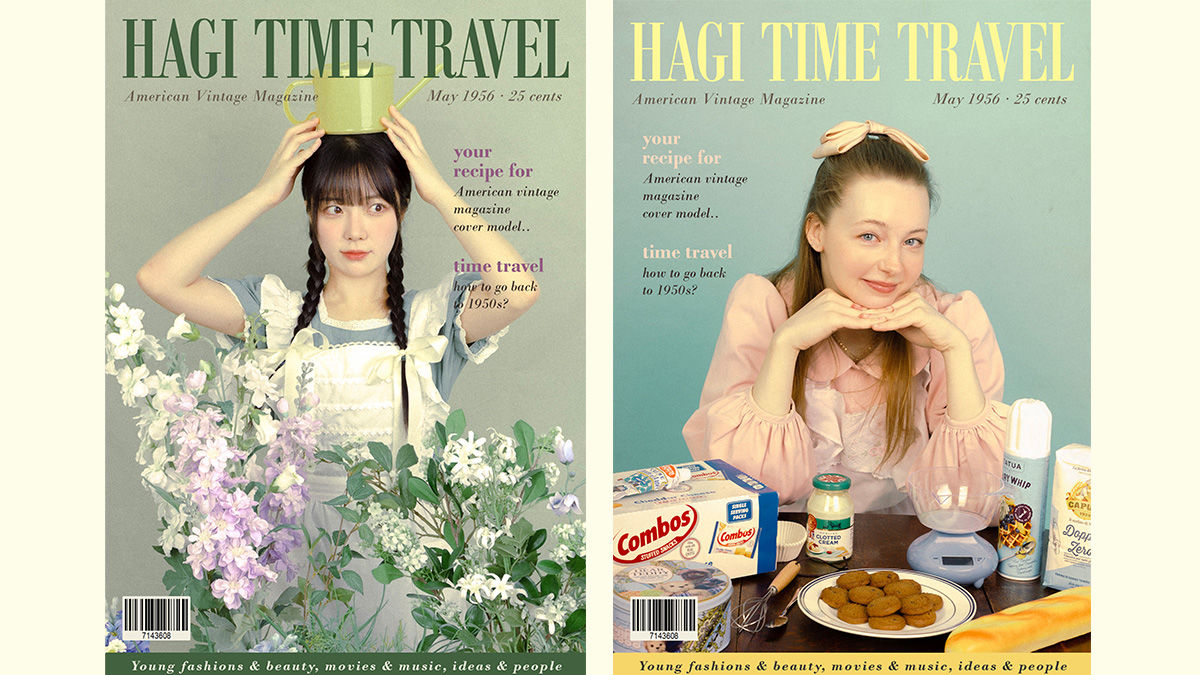 HAGI TIME TRAVEL
American Vintage Magazine
May 1956 · 25 cents
your
recipe for
American vintage
magazine
cover model..
time travel
how to go back
to 1950s?
7143608
Young fashions & beauty, movies & music, ideas & people
HAGI TIME TRAVEL
American Vintage Magazine
May 1956 · 25 cents
your
recipe for
American vintage
magazine
cover model..
time travel
how to go back
to 1950s?
Combos
STUFFED SNACKS
SINGLE
SERVING
PACKS
Combos
CLOTTED
CREAM
WHIP
7143608
Young fashions & beauty, movies & music, ideas & people